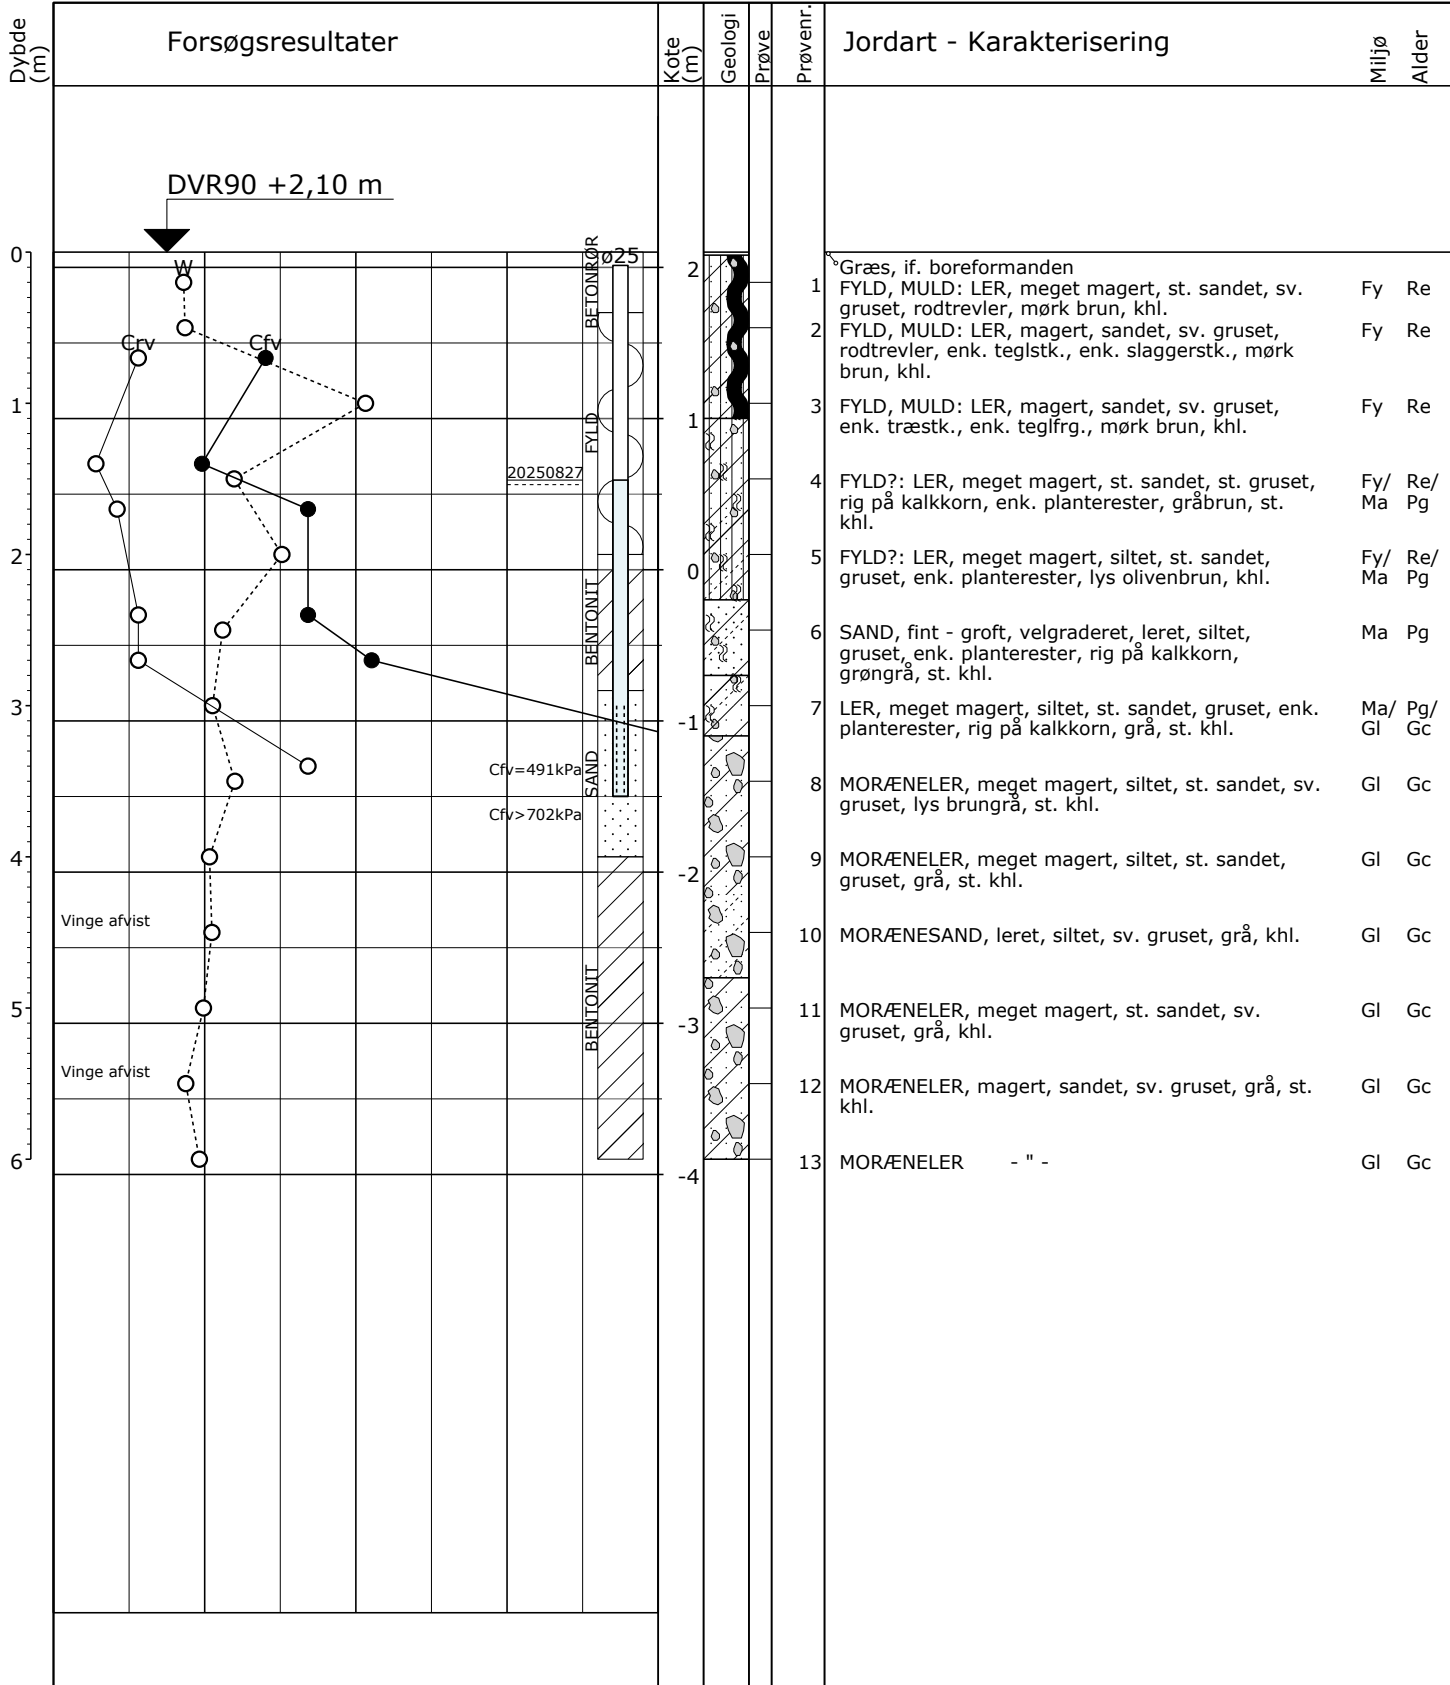 Dybde
(m)
Forsøgsresultater
Kote
(m)
Geologi
Prøve
Prøvenr.
Jordart - Karakterisering
Miljø
Alder
DVR90 +2,10 m
0
1
2
3
4
5
6
W
Crv
Cfv
20250827
Cfv=491kPa
Cfv>702kPa
Vinge afvist
Vinge afvist
ø25
BETONRØR
FYLD
BENTONIT
SAND
BENTONIT
2
1
0
-1
-2
-3
-4
Græs, if. boreformanden
1 FYLD, MULD: LER, meget magert, st. sandet, sv. Fy Re
gruset, rodtrevler, mørk brun, khl.
2 FYLD, MULD: LER, magert, sandet, sv. gruset, Fy Re
rodtrevler, enk. teglstk., enk. slaggerstk., mørk
brun, khl.
3 FYLD, MULD: LER, magert, sandet, sv. gruset, Fy Re
enk. træstk., enk. teglfrg., mørk brun, khl.
4 FYLD?: LER, meget magert, st. sandet, st. gruset, Fy/ Re/
rig på kalkkorn, enk. planterester, gråbrun, st. Ma Pg
khl.
5 FYLD?: LER, meget magert, siltet, st. sandet, Fy/ Re/
gruset, enk. planterester, lys olivenbrun, khl. Ma Pg
6 SAND, fint - groft, velgraderet, leret, siltet, Ma Pg
gruset, enk. planterester, rig på kalkkorn,
grøngrå, st. khl.
7 LER, meget magert, siltet, st. sandet, gruset, enk. Ma/ Pg/
planterester, rig på kalkkorn, grå, st. khl. Gl Gc
8 MORÆNELER, meget magert, siltet, st. sandet, sv. Gl Gc
gruset, lys brungrå, st. khl.
9 MORÆNELER, meget magert, siltet, st. sandet, Gl Gc
gruset, grå, st. khl.
10 MORÆNESAND, leret, siltet, sv. gruset, grå, khl. Gl Gc
11 MORÆNELER, meget magert, st. sandet, sv. Gl Gc
gruset, grå, khl.
12 MORÆNELER, magert, sandet, sv. gruset, grå, st. Gl Gc
khl.
13 MORÆNELER - " - Gl Gc